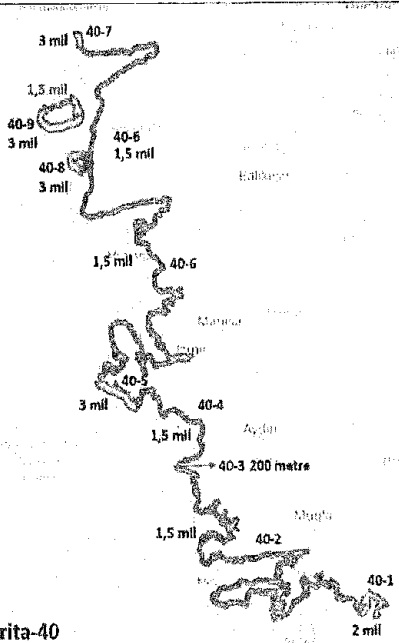 40-7
3 mil
1,5 mil
40-9
3 mil
40-6
1,5 mil
40-8
3 mil
Balıkesir
1,5 mil
40-6
Manisa
İzmir
40-5
3 mil
40-4
1,5 mil
Aydın
40-3 200 metre
Muğla
1,5 mil
40-2
40-1
2 mil
rita-40